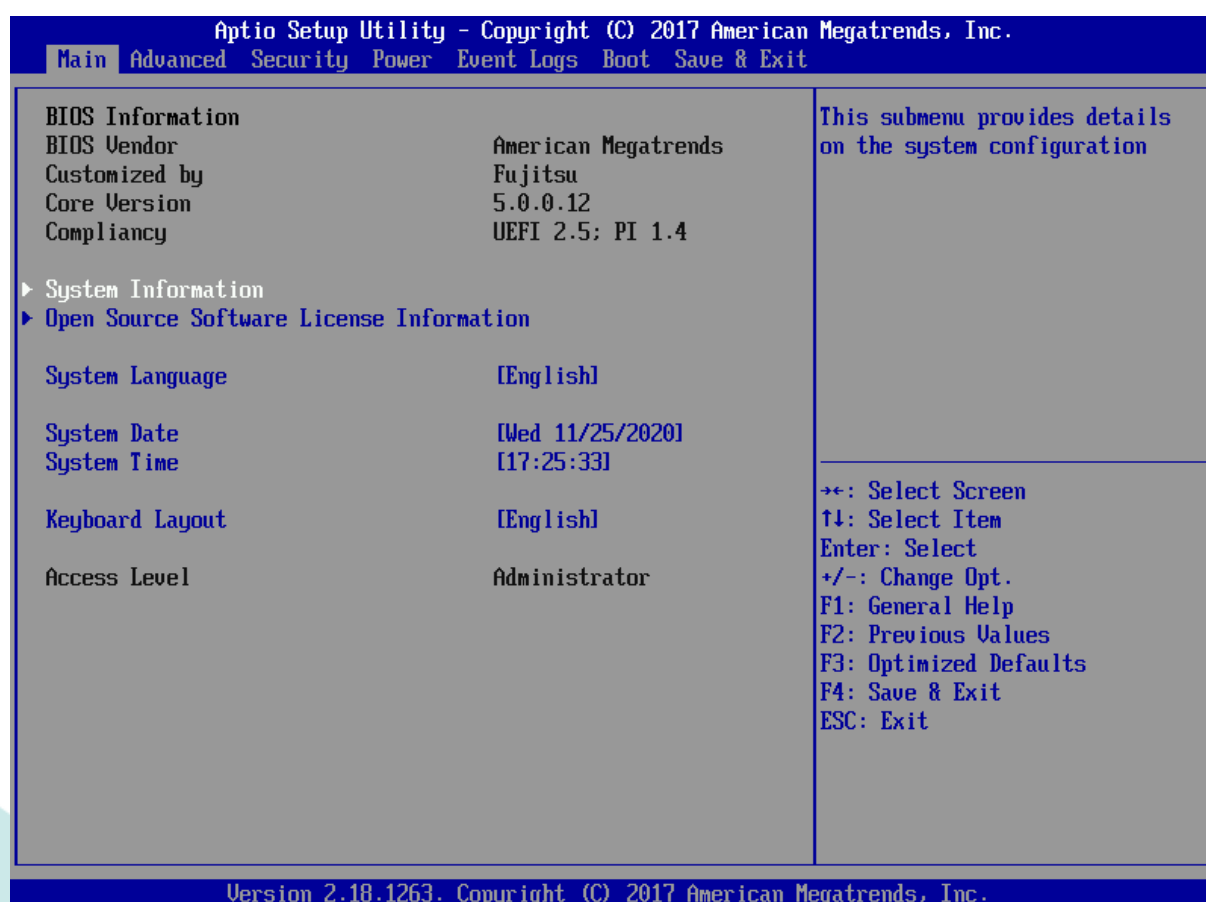 Aptio Setup Utility - Copyright (C) 2017 American Megatrends, Inc.
Main Advanced Security Power Event Logs Boot Save & Exit
BIOS Information
BIOS Vendor American Megatrends
Customized by Fujitsu
Core Version 5.0.0.12
Compliancy UEFI 2.5; PI 1.4
System Information
Open Source Software License Information
System Language [English]
System Date [Wed 11/25/2020]
System Time [17:25:33]
Keyboard Layout [English]
Access Level Administrator
This submenu provides details
on the system configuration
→←: Select Screen
↑↓: Select Item
Enter: Select
+/-: Change Opt.
F1: General Help
F2: Previous Values
F3: Optimized Defaults
F4: Save & Exit
ESC: Exit
Version 2.18.1263. Copyright (C) 2017 American Megatrends, Inc.